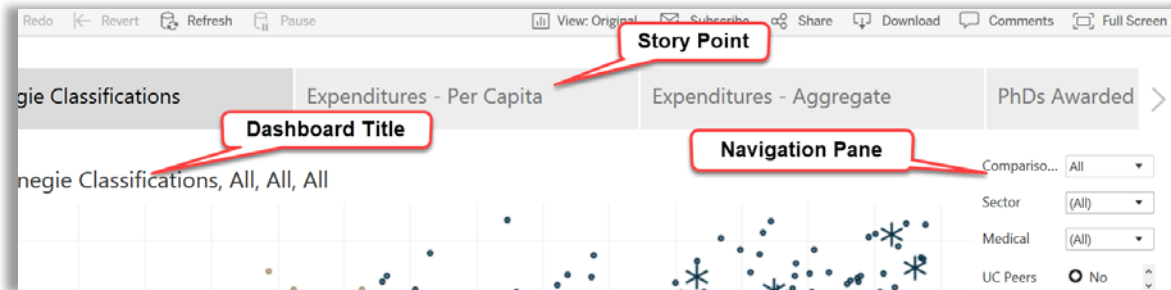 Redo Revert Refresh Pause View: Original Subscribe Share Download Comments Full Screen
Story Point
gie Classifications Expenditures - Per Capita Expenditures - Aggregate PhDs Awarded
Dashboard Title
Navigation Pane
negie Classifications, All, All, All
Compariso... All
Sector (All)
Medical (All)
UC Peers No